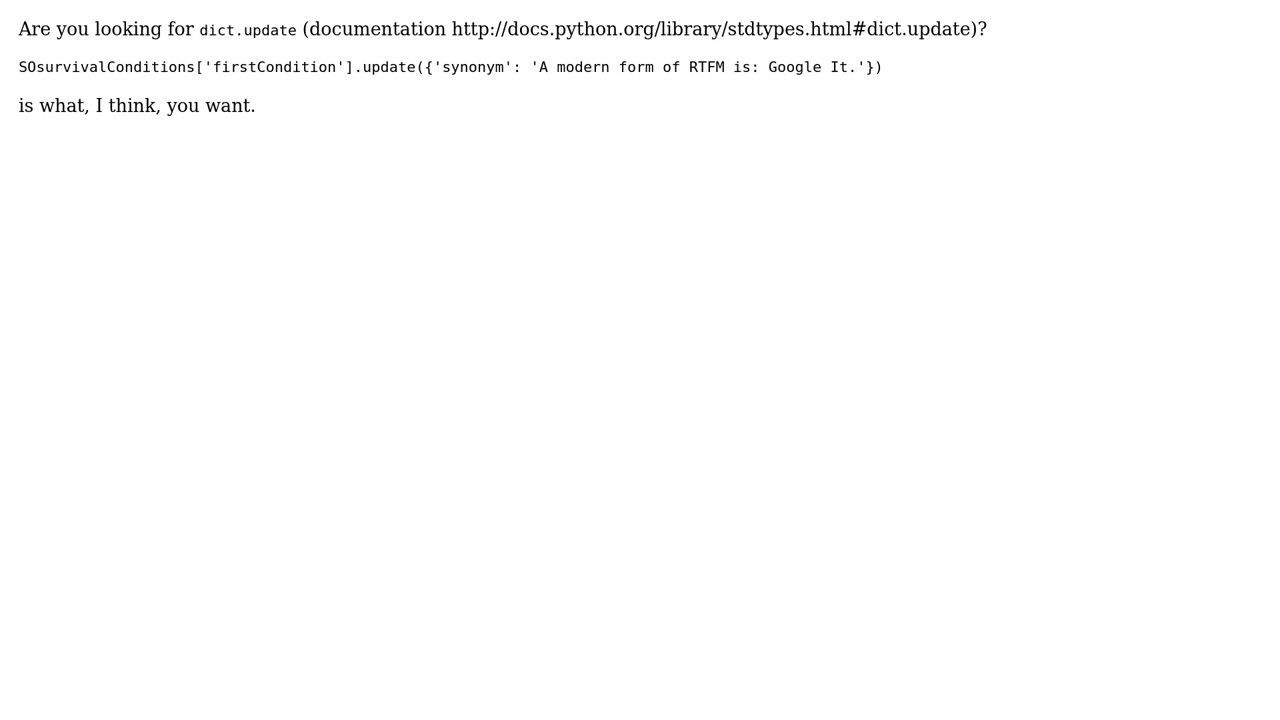 Are you looking for dict.update (documentation http://docs.python.org/library/stdtypes.html#dict.update)?
SOsurvivalConditions['firstCondition'].update({'synonym': 'A modern form of RTFM is: Google It.'})
is what, I think, you want.